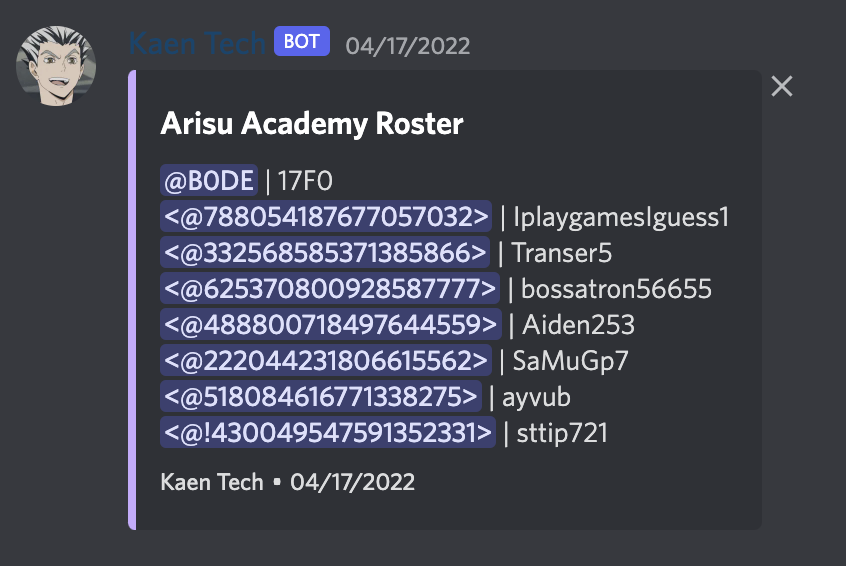 Kaen Tech BOT 04/17/2022
Arisu Academy Roster
@B0DE | 17F0
<@788054187677057032> | Iplaygameslguess1
<@332568585371385866> | Transer5
<@625370800928587777> | bossatron56655
<@488800718497644559> | Aiden253
<@222044231806615562> | SaMuGp7
<@518084616771338275> | ayvub
<@!430049547591352331> | sttip721
Kaen Tech • 04/17/2022